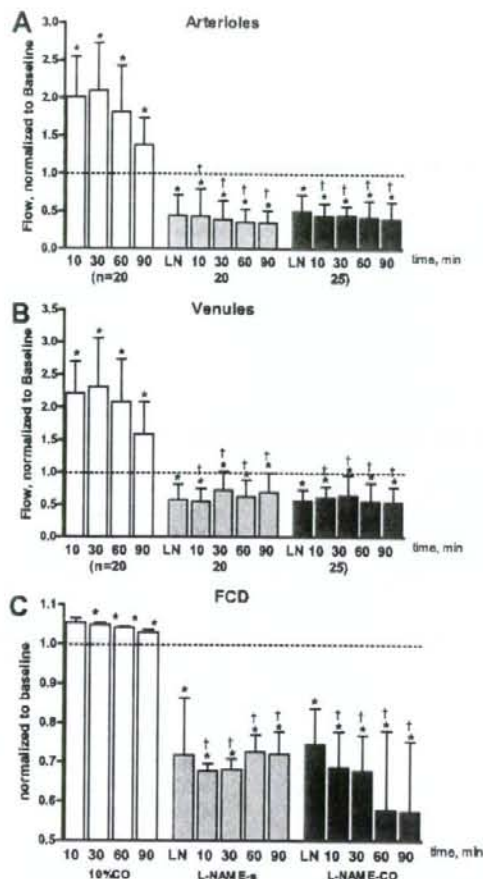 A
Arterioles
Flow, normalized to Baseline
3.0
2.5
2.0
1.5
1.0
0.5
0.0
* * * *
* †* †* †* †*
* †* †* †* †*
10 30 60 90 LN 10 30 60 90 LN 10 30 60 90 time, min
(n=20 20 25)
B
Venules
Flow, normalized to Baseline
3.5
3.0
2.5
2.0
1.5
1.0
0.5
0.0
* * * *
* †* †* †* †*
* †* †* †* †*
10 30 60 90 LN 10 30 60 90 LN 10 30 60 90 time, min
(n=20 20 25)
C
FCD
normalized to baseline
1.1
1.0
0.9
0.8
0.7
0.6
0.5
* * * *
* †* †* †* †*
* †* †* †* †*
10 30 60 90 LN 10 30 60 90 LN 10 30 60 90 time, min
10%CO L-NAME-s L-NAME-CO